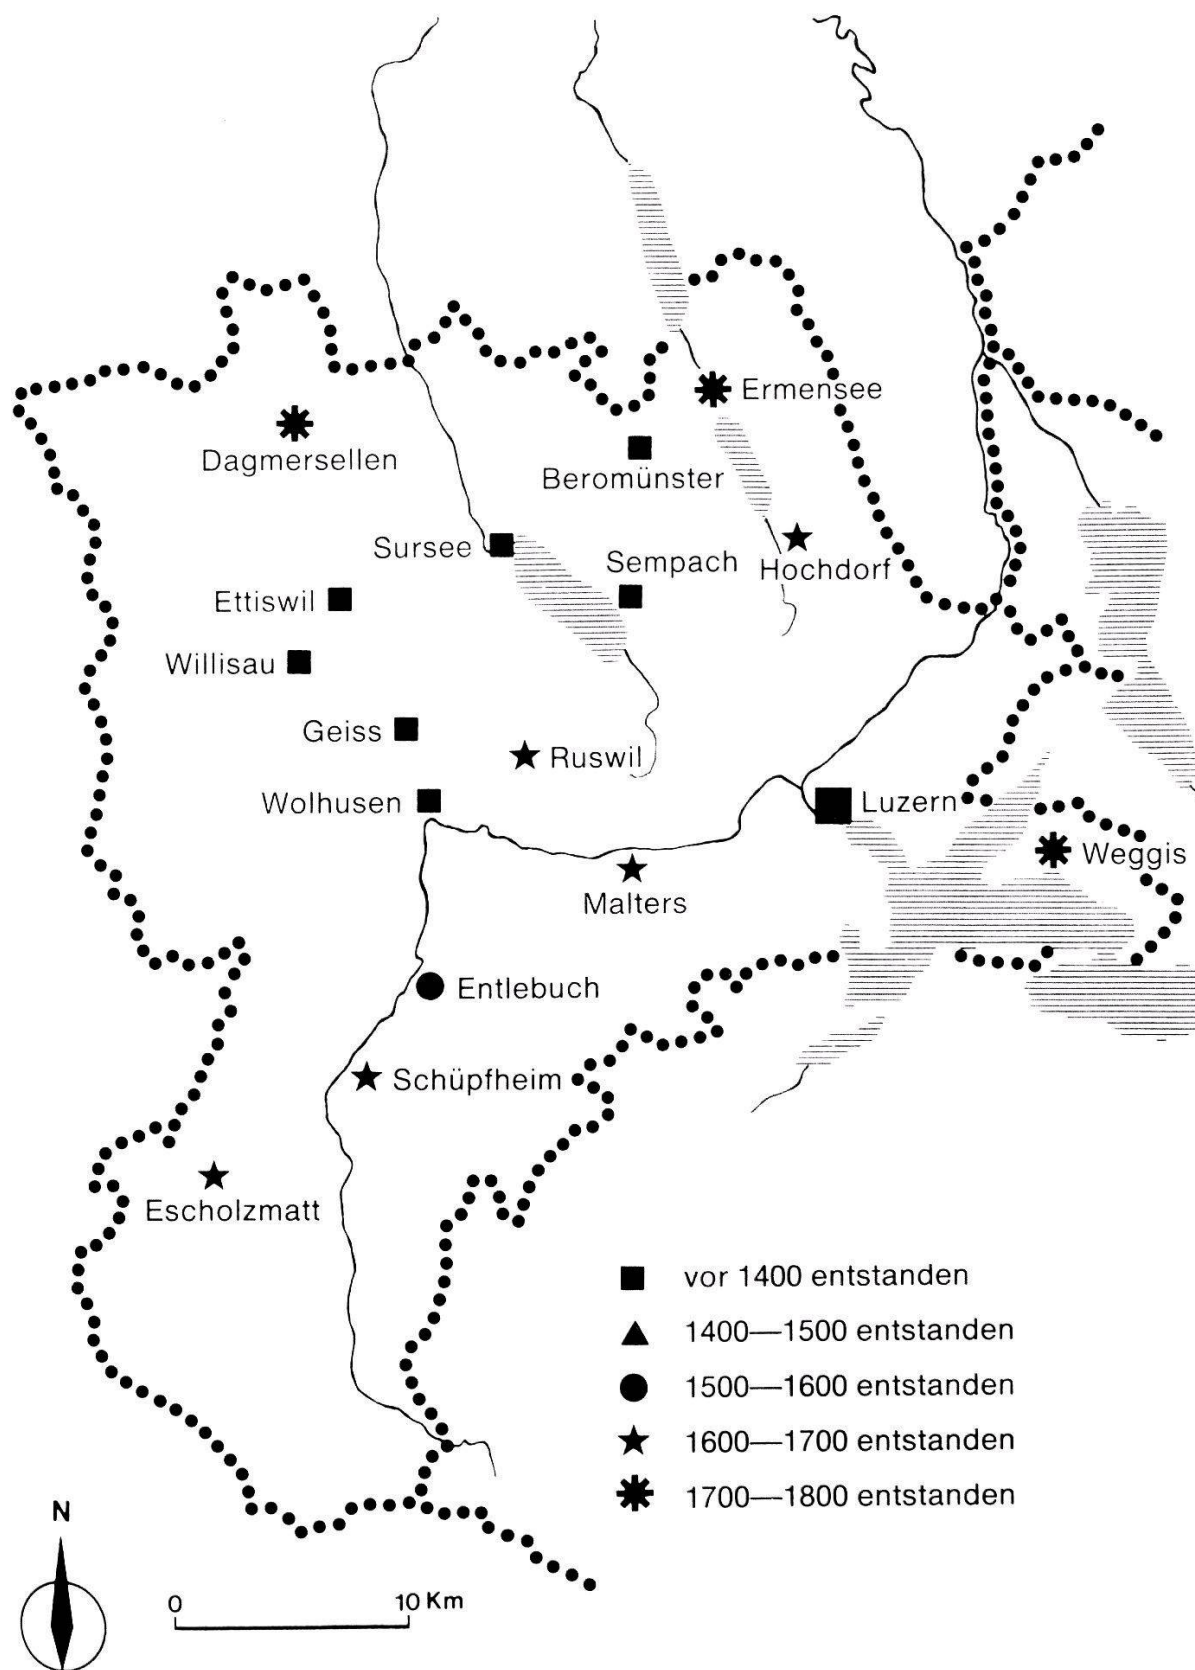 Ermensee
Dagmersellen
Beromünster
Sursee
Sempach
Hochdorf
Ettiswil
Willisau
Geiss
Ruswil
Wolhusen
Luzern
Weggis
Malters
Entlebuch
Schüpfheim
Escholzmatt
vor 1400 entstanden
1400—1500 entstanden
1500—1600 entstanden
1600—1700 entstanden
1700—1800 entstanden
N
0 10 Km